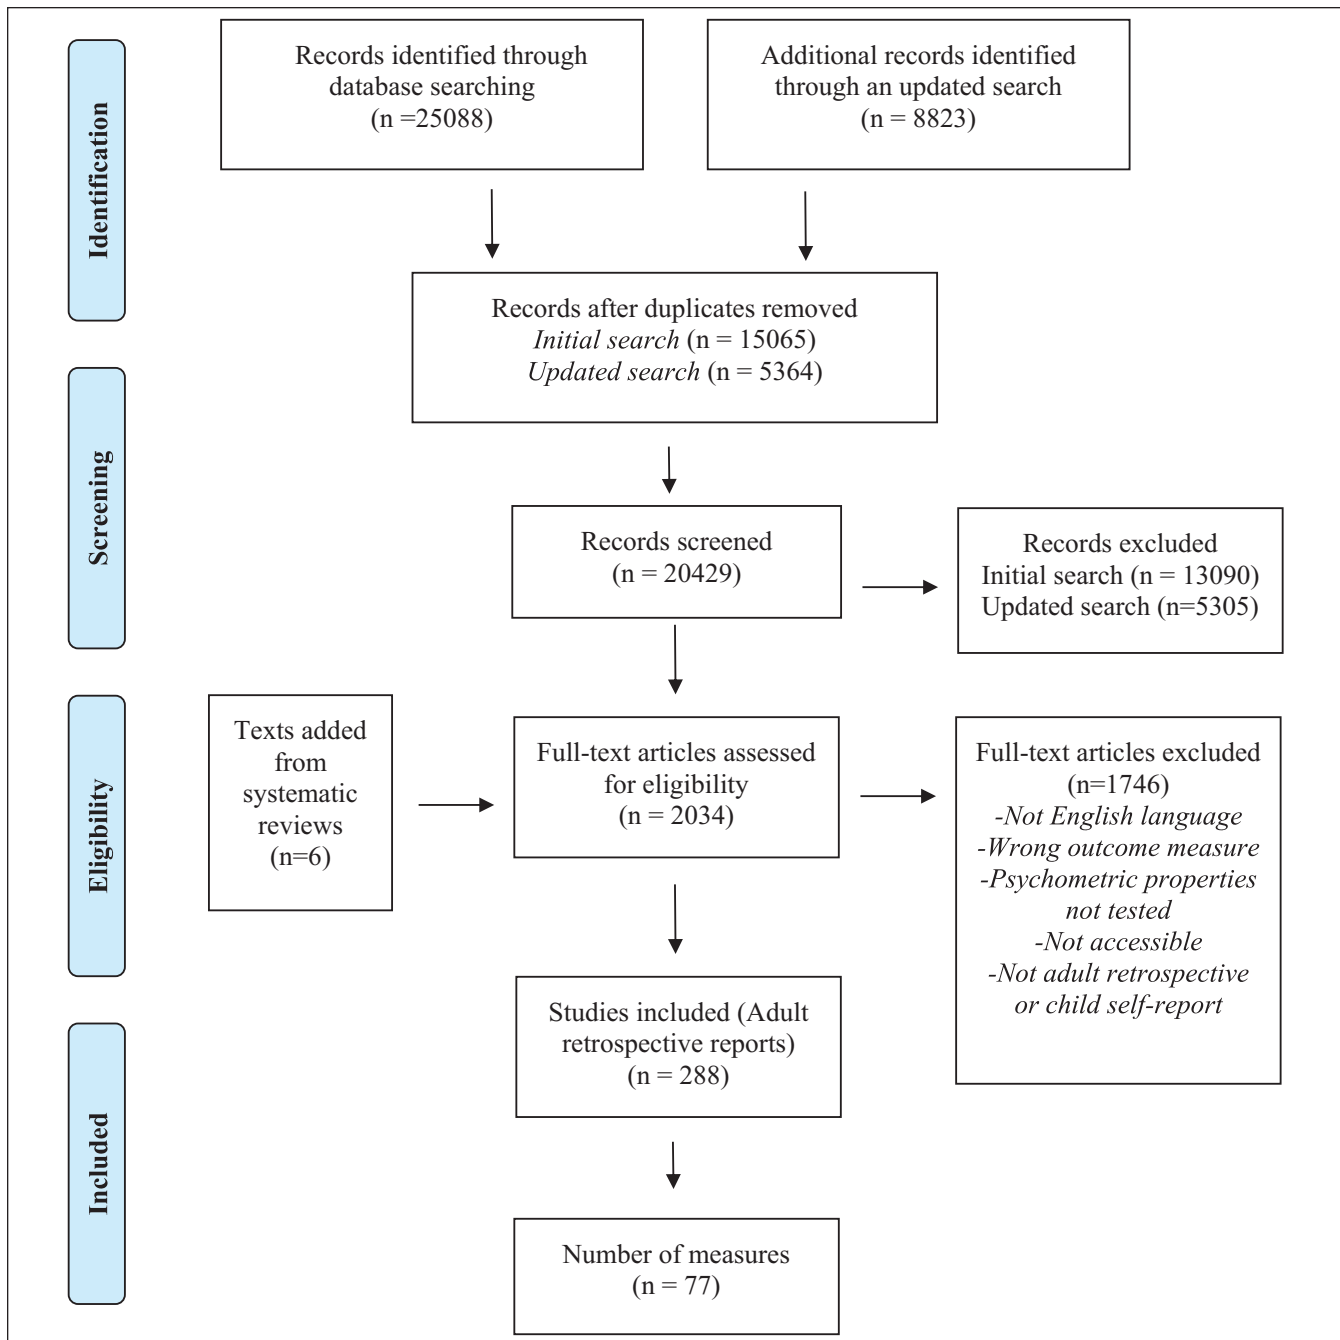 Identification
Records identified through
database searching
(n =25088)
Additional records identified
through an updated search
(n = 8823)
Records after duplicates removed
Initial search (n = 15065)
Updated search (n = 5364)
Screening
Records screened
(n = 20429)
Records excluded
Initial search (n = 13090)
Updated search (n=5305)
Eligibility
Texts added
from
systematic
reviews
(n=6)
Full-text articles assessed
for eligibility
(n = 2034)
Full-text articles excluded
(n=1746)
-Not English language
-Wrong outcome measure
-Psychometric properties
not tested
-Not accessible
-Not adult retrospective
or child self-report
Included
Studies included (Adult
retrospective reports)
(n = 288)
Number of measures
(n = 77)